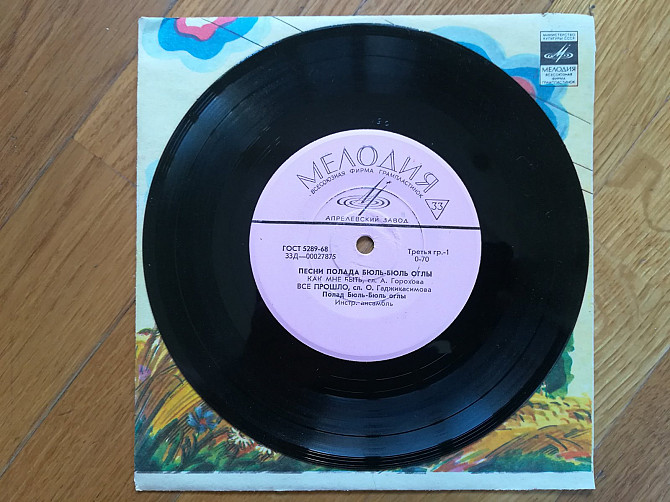 МИНИСТЕРСТВО
КУЛЬТУРЫ СССР
МЕЛОДИЯ
ВСЕСОЮЗНАЯ
ФИРМА
ГРАМПЛАСТИНОК
МЕЛОДИЯ
ВСЕСОЮЗНАЯ ФИРМА ГРАМПЛАСТИНОК
33
АПРЕЛЕВСКИЙ ЗАВОД
ГОСТ 5289-68 Третья гр.-1
33Д—00027875 0-70
ПЕСНИ ПОЛАДА БЮЛЬ-БЮЛЬ ОГЛЫ
КАК МНЕ БЫТЬ, сл. А. Горохова
ВСЕ ПРОШЛО, сл. О. Гаджикасимова
Полад Бюль-Бюль оглы
Инстр. ансамбль